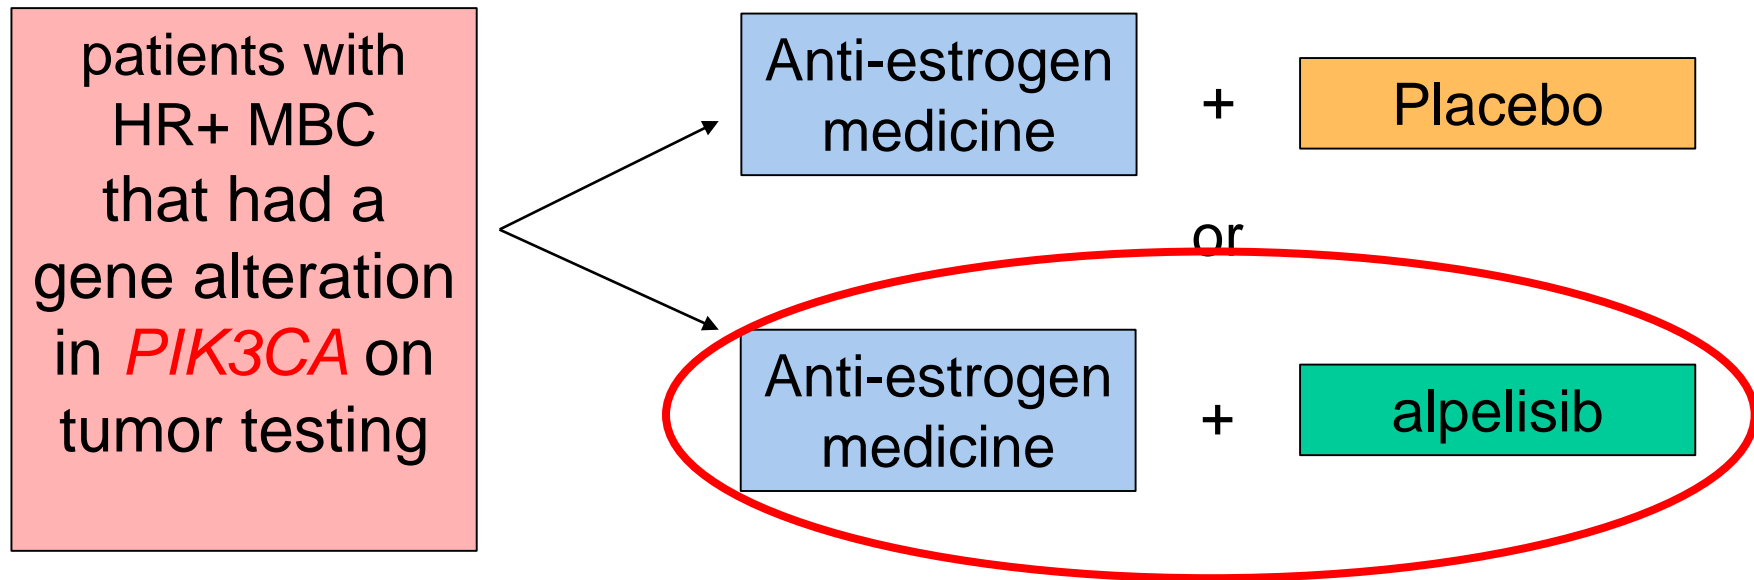 patients with
HR+ MBC
that had a
gene alteration
in PIK3CA on
tumor testing
Anti-estrogen
medicine
+
Placebo
or
Anti-estrogen
medicine
+
alpelisib